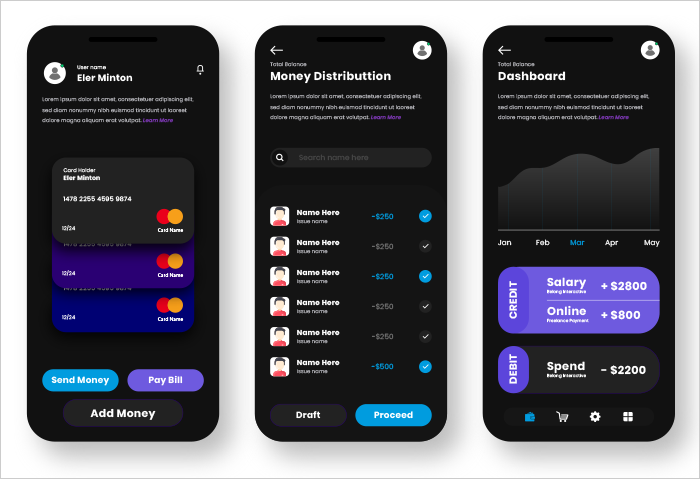 User name
Eler Minton
Lorem ipsum dolor sit amet, consectetuer adipiscing elit,
sed diam nonummy nibh euismod tincidunt ut laoreet
dolore magna aliquam erat volutpat. Learn More
Card Holder
Eler Minton
1478 2255 4595 9874
12/24
Card Name
1478 2255 4595 9874
12/24
Card Name
1478 2255 4595 9874
12/24
Card Name
Send Money
Pay Bill
Add Money
Total Balance
Money Distributtion
Lorem ipsum dolor sit amet, consectetuer adipiscing elit,
sed diam nonummy nibh euismod tincidunt ut laoreet
dolore magna aliquam erat volutpat. Learn More
Search name here
Name Here
Issue name
-$250
Name Here
Issue name
-$250
Name Here
Issue name
-$250
Name Here
Issue name
-$250
Name Here
Issue name
-$250
Name Here
Issue name
-$500
Draft
Proceed
Total Balance
Dashboard
Lorem ipsum dolor sit amet, consectetuer adipiscing elit,
sed diam nonummy nibh euismod tincidunt ut laoreet
dolore magna aliquam erat volutpat. Learn More
Jan Feb Mar Apr May
CREDIT
Salary
Belong Interactive
+ $2800
Online
Freelance Payment
+ $800
DEBIT
Spend
Belong Interactive
- $2200